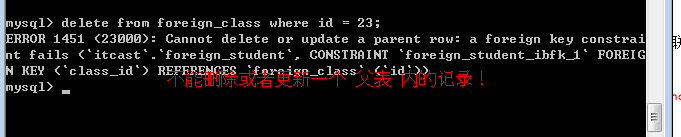 mysql> delete from foreign_class where id = 23;
ERROR 1451 (23000): Cannot delete or update a parent row: a foreign key constrai
nt fails (`itcast`.`foreign_student`, CONSTRAINT `foreign_student_ibfk_1` FOREIG
N KEY (`class_id`) REFERENCES `foreign_class` (`id`))
不能删除或者更新一个 父表 内的记录！
mysql>
联